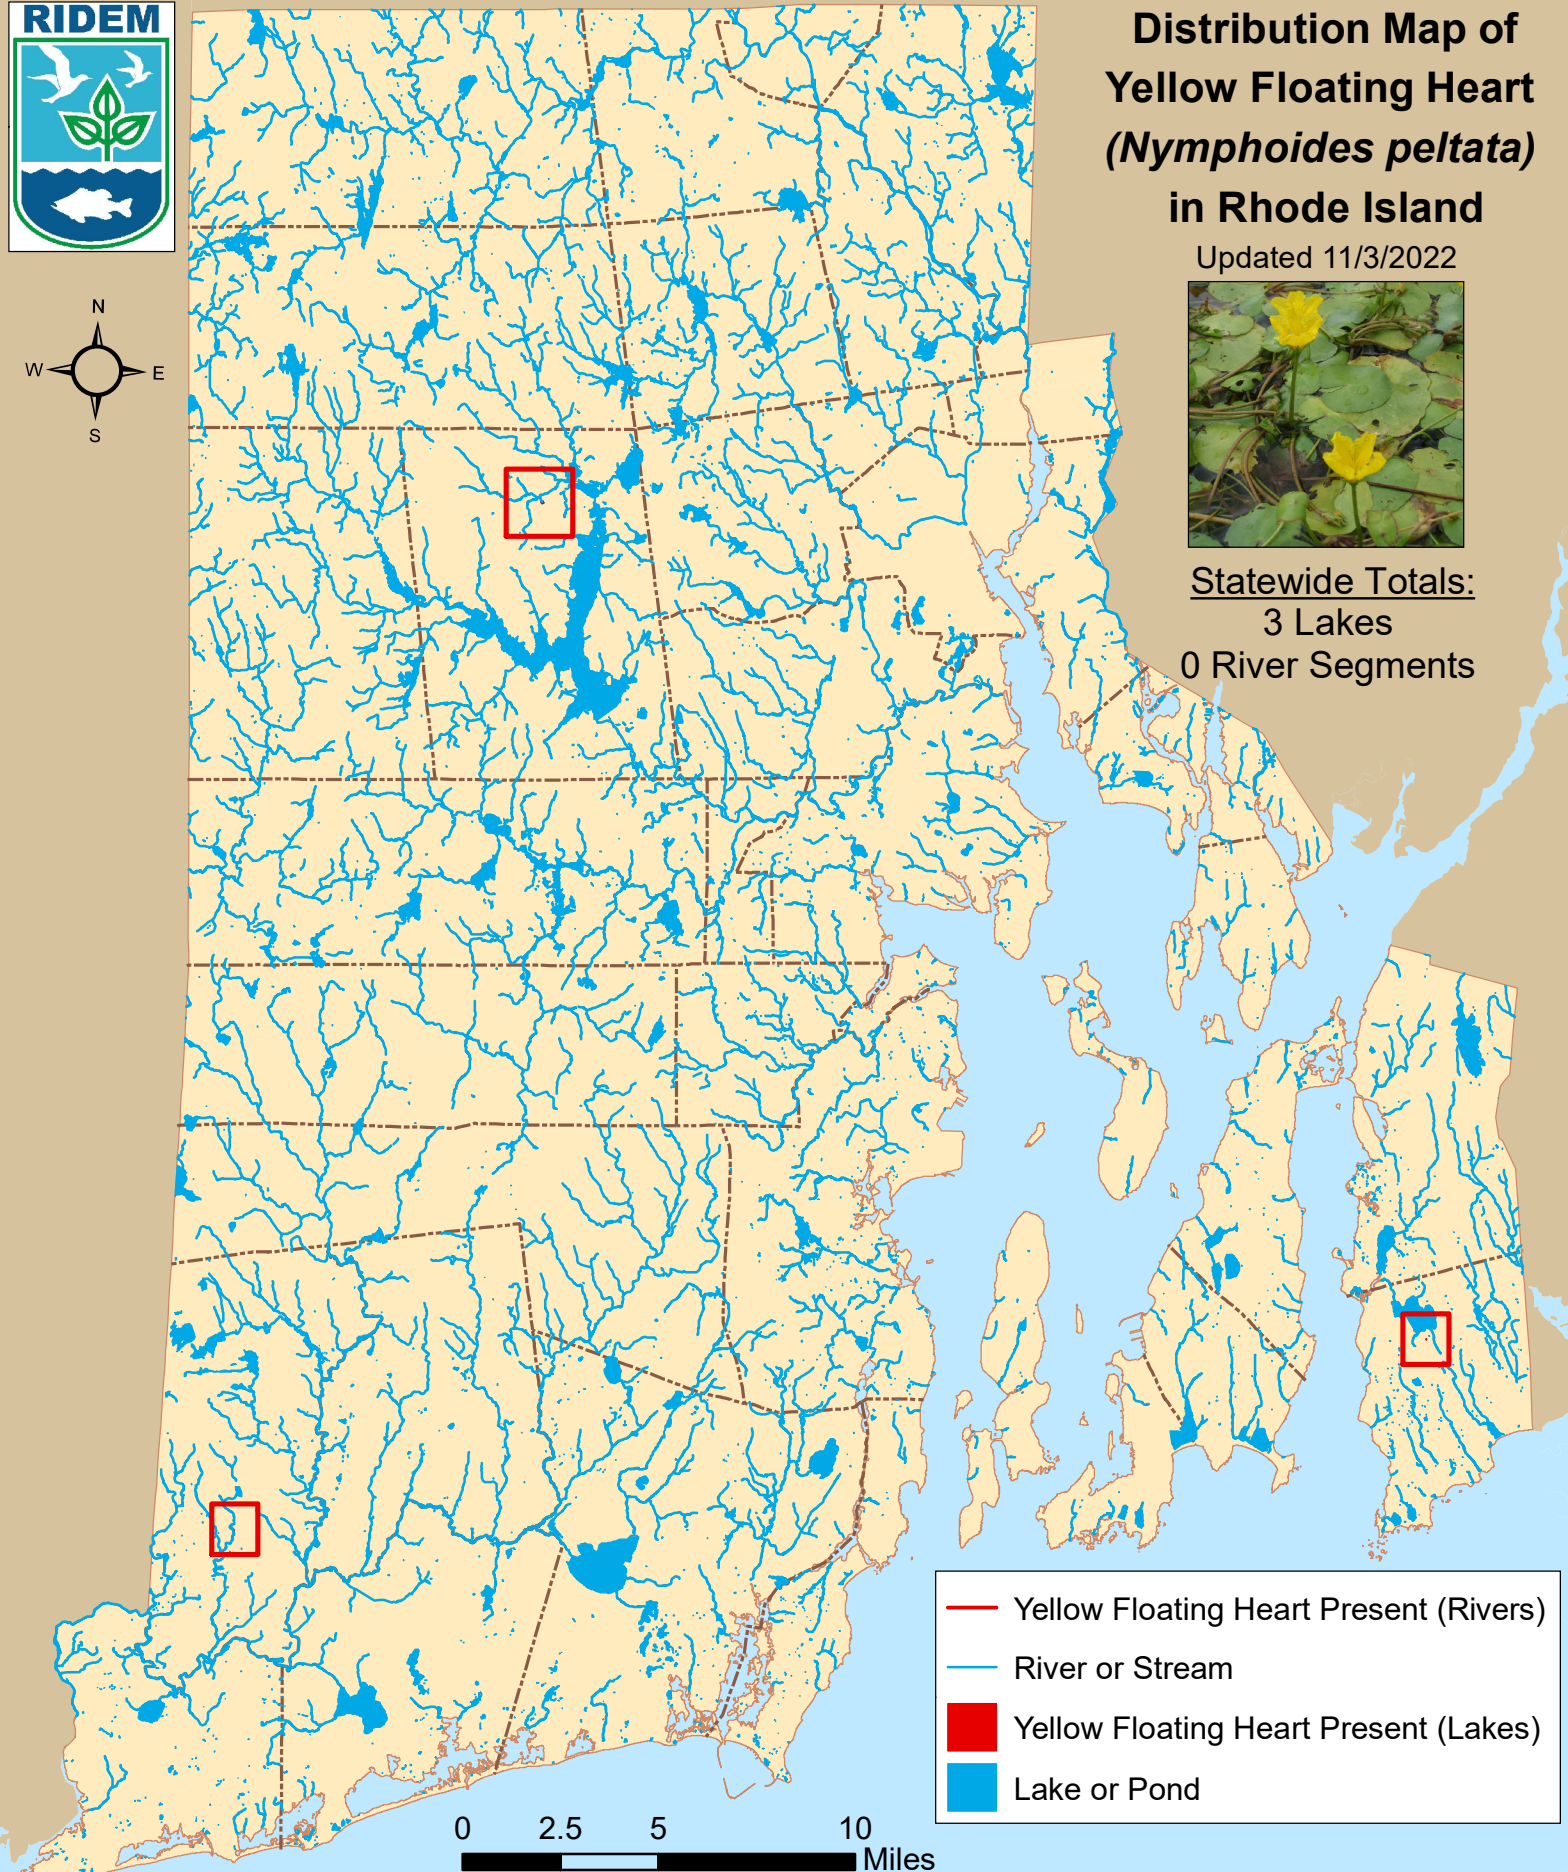 RIDEM
Distribution Map of
Yellow Floating Heart
(Nymphoides peltata)
in Rhode Island
Updated 11/3/2022
N
W
E
S
Statewide Totals:
3 Lakes
0 River Segments
Yellow Floating Heart Present (Rivers)
River or Stream
Yellow Floating Heart Present (Lakes)
Lake or Pond
0 2.5 5 10
Miles